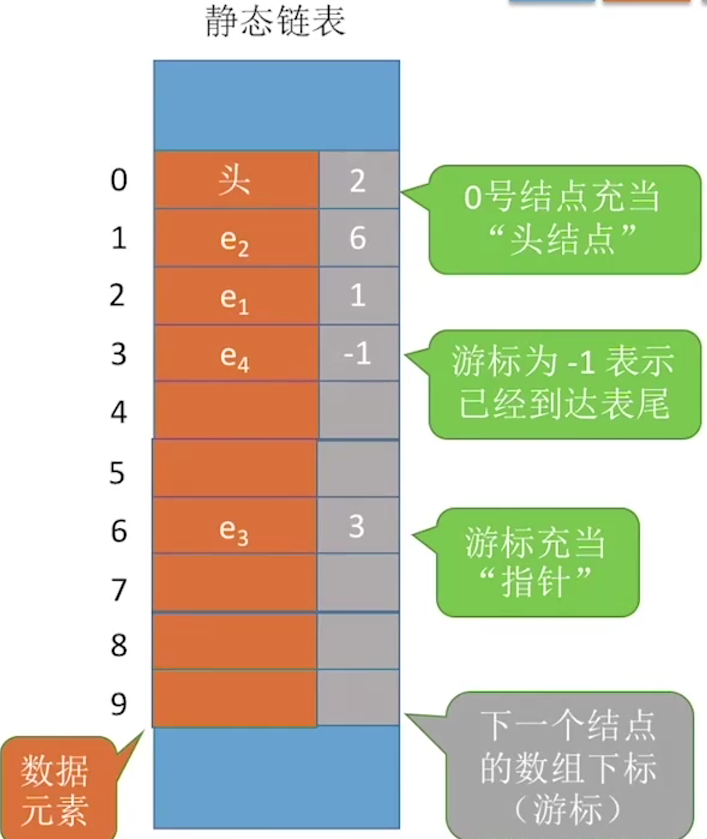 静态链表
0 头 2
1 e₂ 6
2 e₁ 1
3 e₄ -1
4
5
6 e₃ 3
7
8
9
0号结点充当
“头结点”
游标为 -1 表示
已经到达表尾
游标充当
“指针”
下一个结点
的数组下标
（游标）
数据
元素